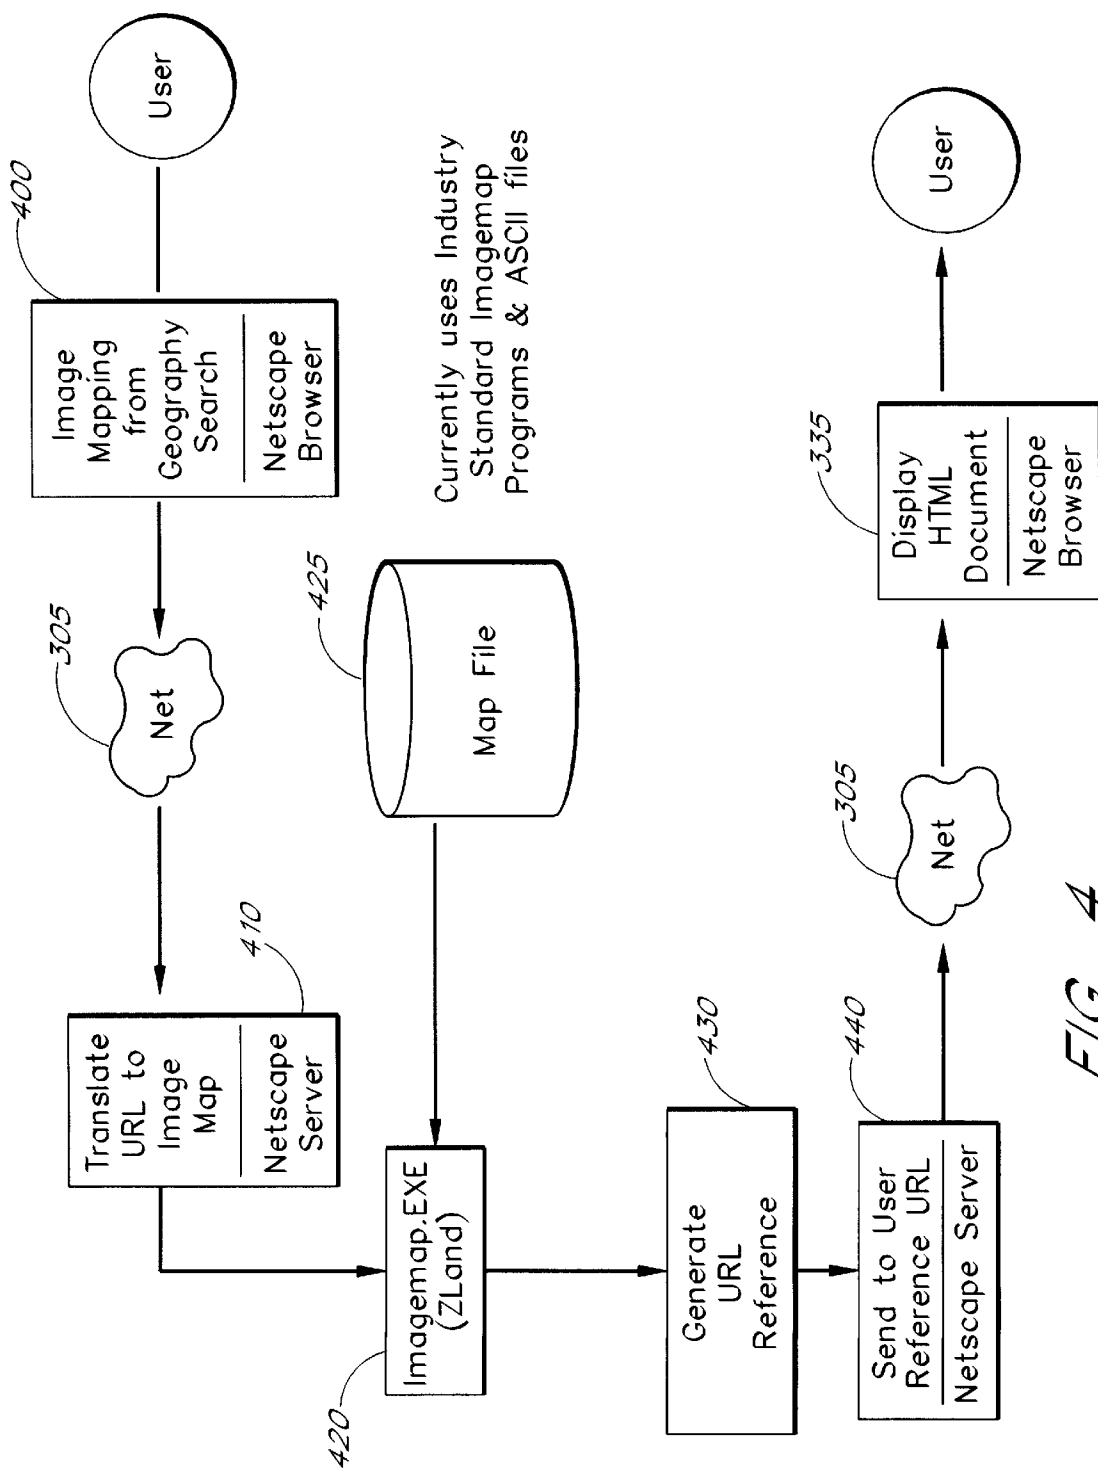 User
400
Image
Mapping
from
Geography
Search
Netscape
Browser
305
Net
410
Translate
URL to
Image
Map
Netscape
Server
Currently uses Industry
Standard Imagemap
Programs & ASCII files
425
Map File
420
Imagemap.EXE
(ZLand)
430
Generate
URL
Reference
440
Send to User
Reference URL
Netscape Server
305
Net
335
Display
HTML
Document
Netscape
Browser
User
FIG. 4